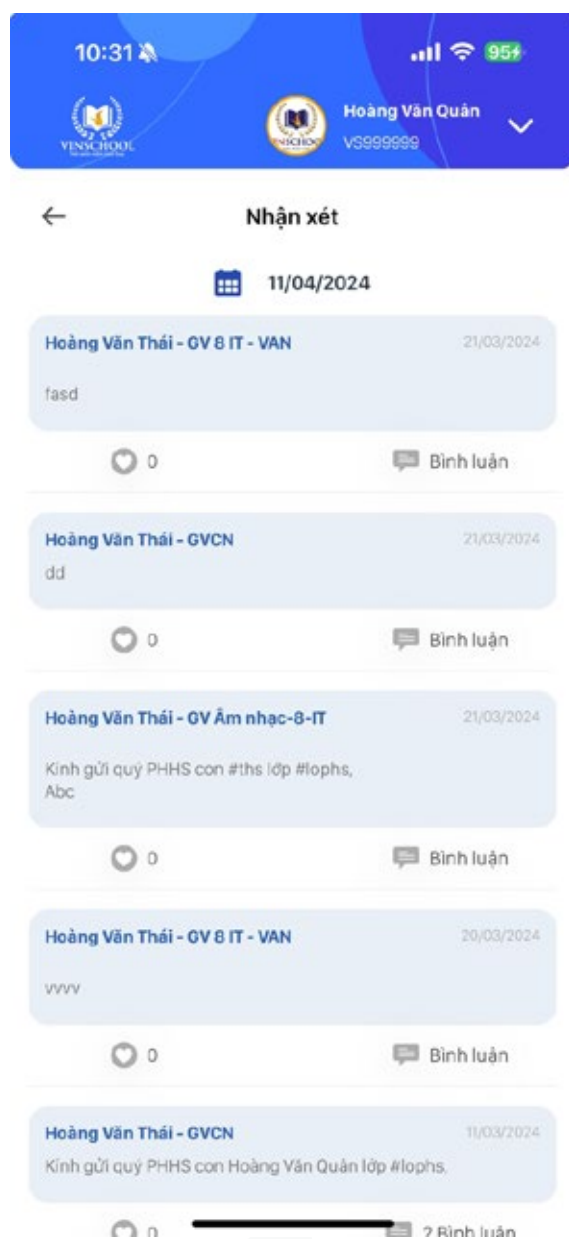 10:31
95
VINSCHOOL
Hoàng Văn Quân
VS999999
Nhận xét
11/04/2024
Hoàng Văn Thái - GV 8 IT - VAN
21/03/2024
fasd
0
Bình luận
Hoàng Văn Thái - GVCN
21/03/2024
dd
0
Bình luận
Hoàng Văn Thái - GV Âm nhạc-8-IT
21/03/2024
Kính gửi quý PHHS con #ths lớp #lophs,
Abc
0
Bình luận
Hoàng Văn Thái - GV 8 IT - VAN
20/03/2024
vvvv
0
Bình luận
Hoàng Văn Thái - GVCN
11/03/2024
Kính gửi quý PHHS con Hoàng Văn Quân lớp #lophs,
0
2 Bình luận